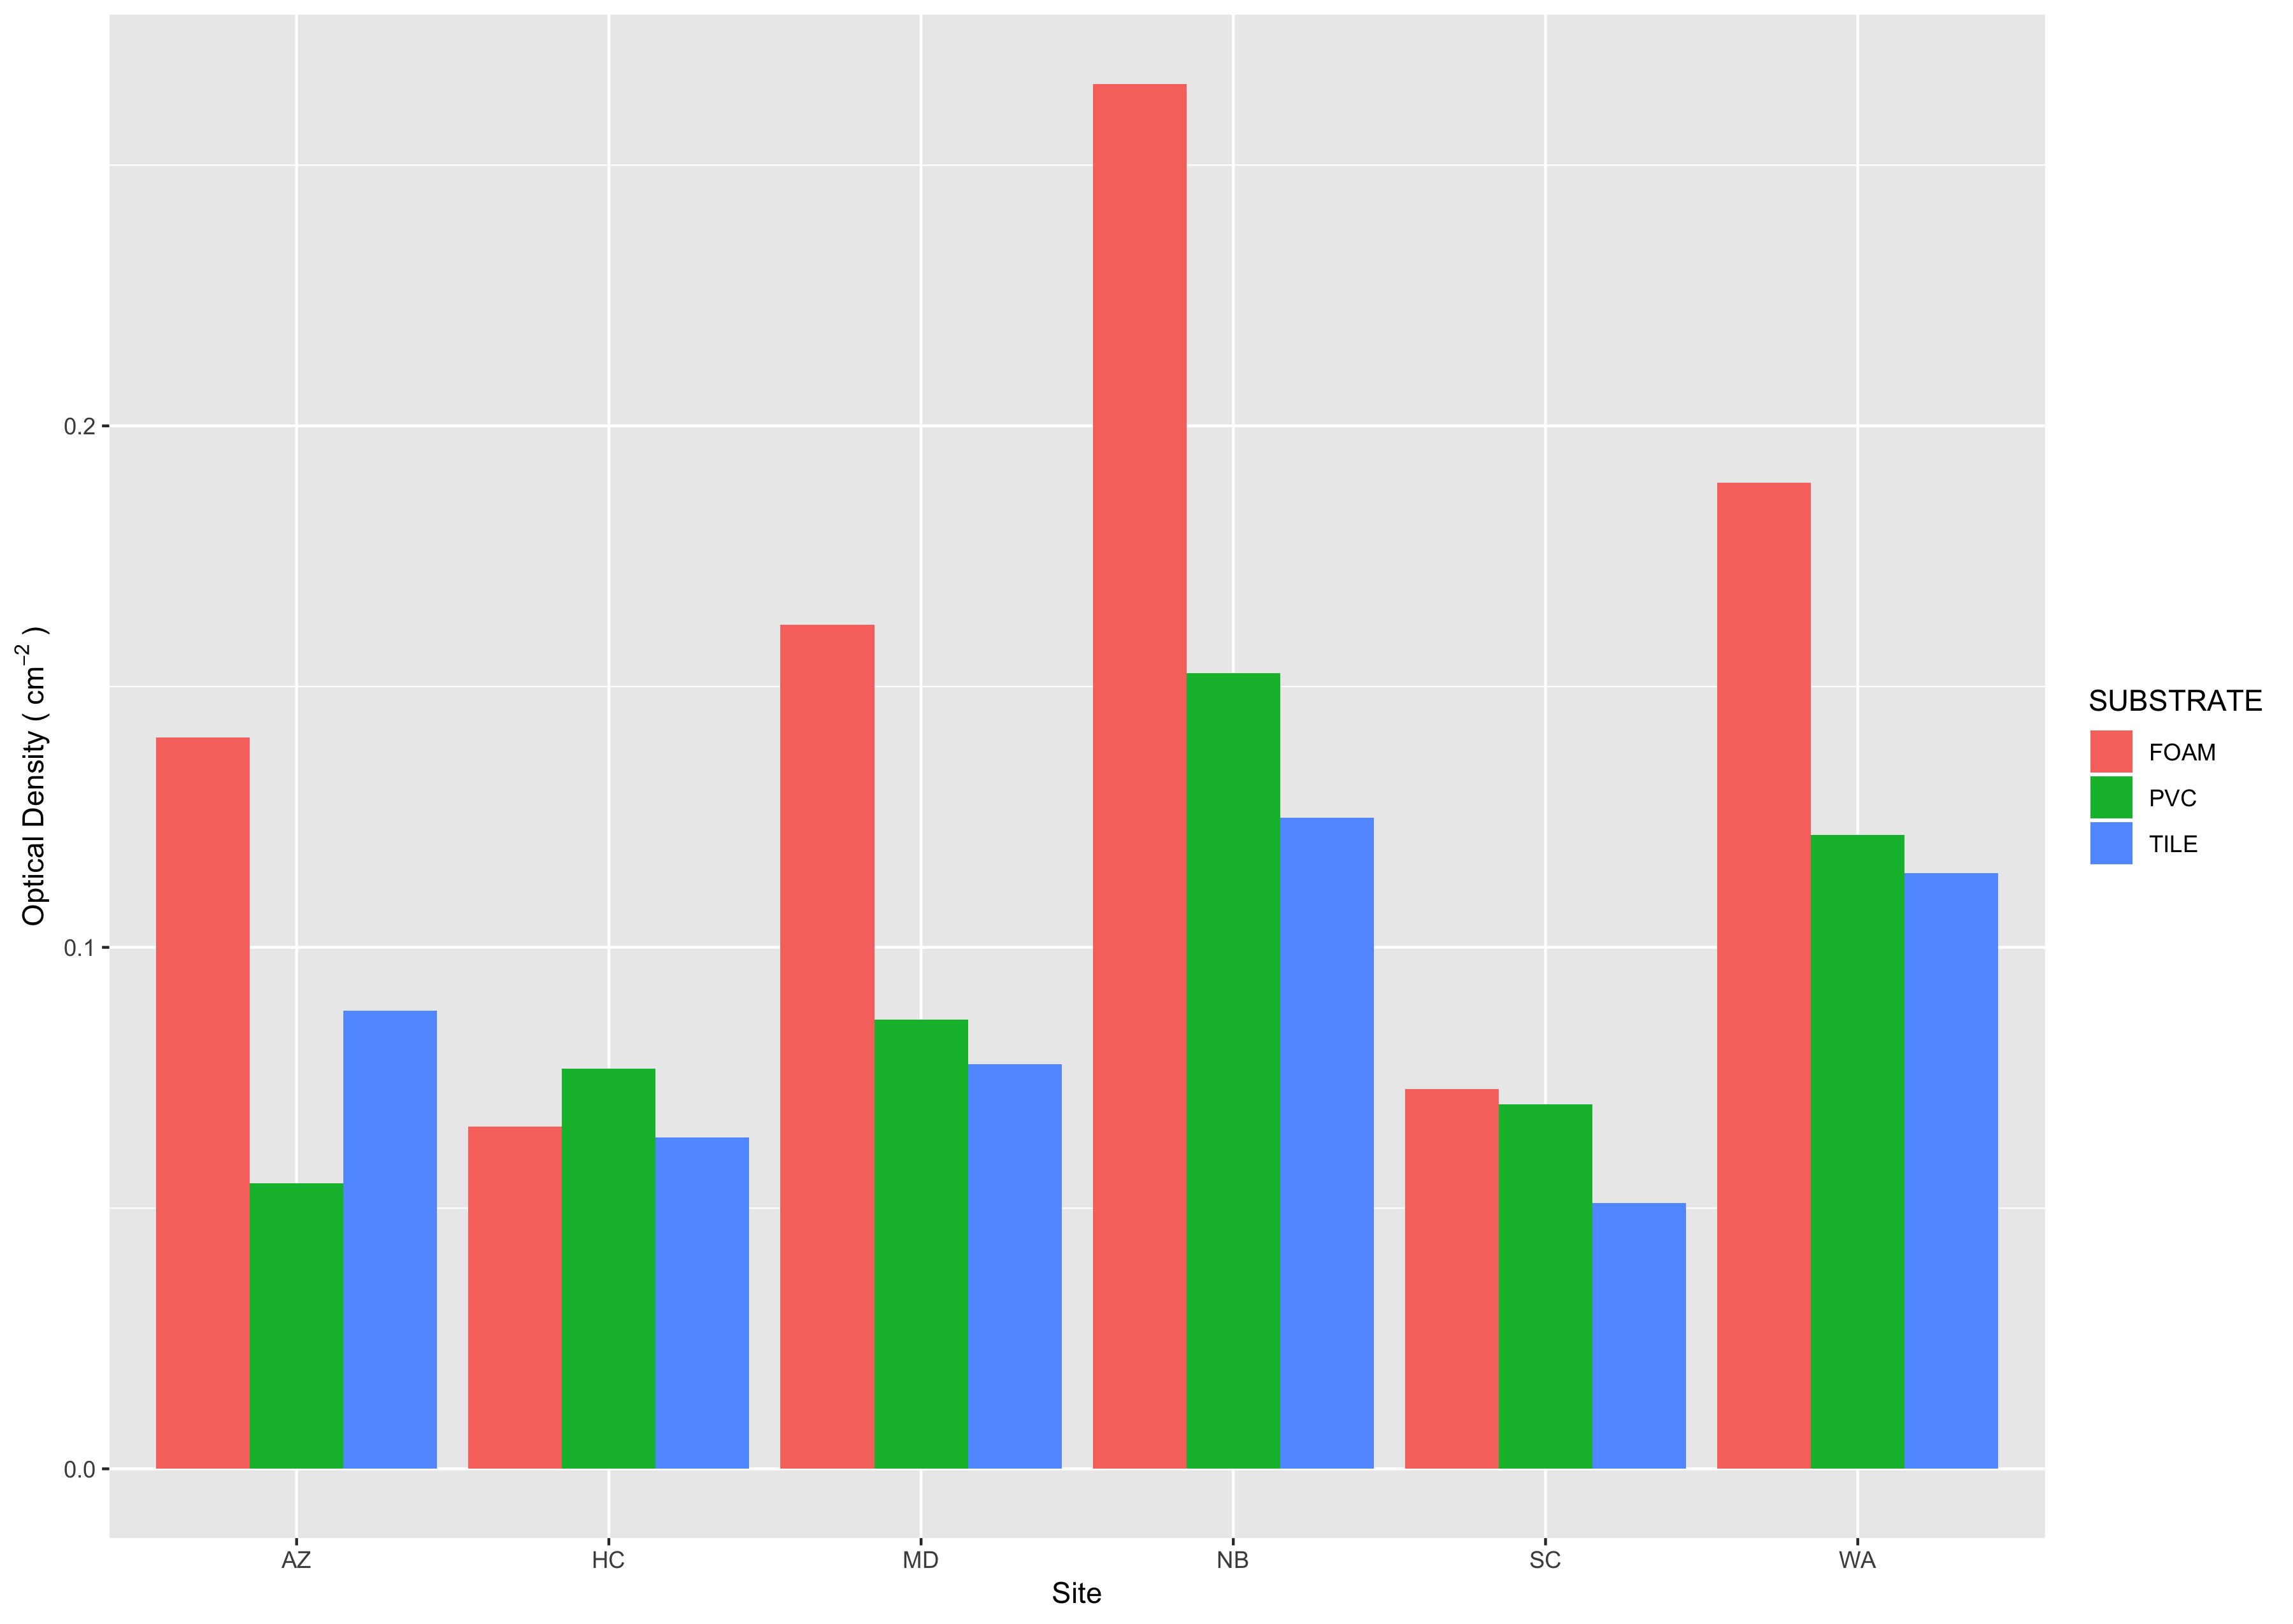 Optical Density ( cm⁻² )
0.2
0.1
0.0
AZ HC MD NB SC WA
Site
SUBSTRATE
FOAM
PVC
TILE